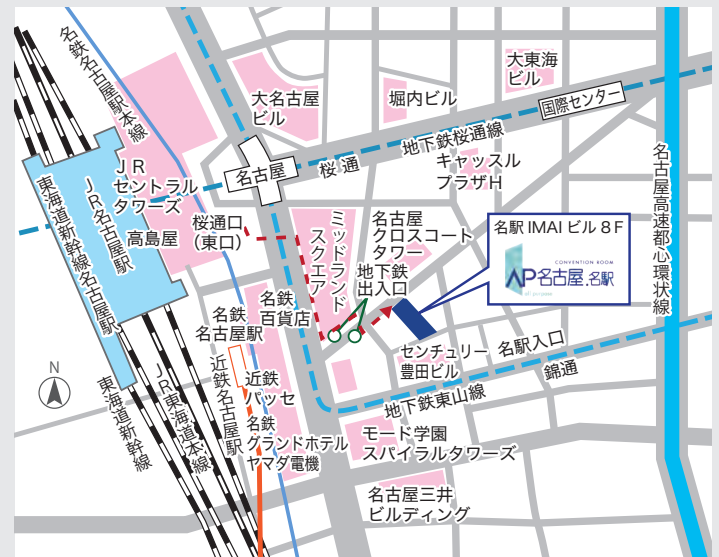 名鉄名古屋駅本線
大名古屋
ビル
堀内ビル
大東海
ビル
国際センター
地下鉄桜通線
桜 通
名古屋
キャッスル
プラザH
名古屋高速都心環状線
JR
セントラル
タワーズ
JR名古屋駅
東海道新幹線名古屋駅
高島屋
桜通口
(東口)
ミッドランド
スクエア
名古屋
クロスコート
タワー
地下鉄
出入口
名駅 IMAI ビル 8 F
CONVENTION ROOM
AP名古屋.名駅
名鉄
百貨店
名鉄
名古屋駅
センチュリー
豊田ビル
名駅入口
錦通
地下鉄東山線
N
近鉄
パッセ
近鉄名古屋駅
名鉄
グランドホテル
ヤマダ電機
モード学園
スパイラルタワーズ
名古屋三井
ビルディング
東海道新幹線
JR東海道本線